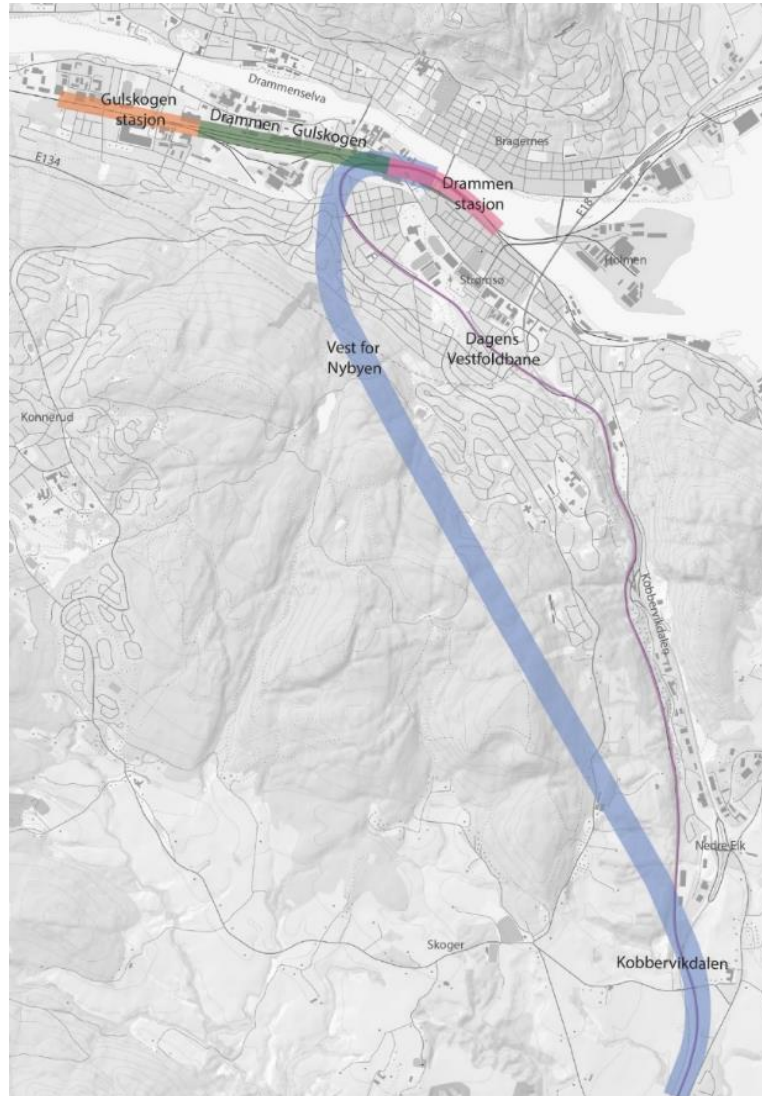 Drammenselva
Gulskogen
stasjon
Drammen - Gulskogen
Bragernes
E134
Drammen
stasjon
E18
Holmen
Strømsø
Vest for
Nybyen
Dagens
Vestfoldbane
Konnerud
Kobbervikdalen
Nedre Eik
Skoger
Kobbervikdalen